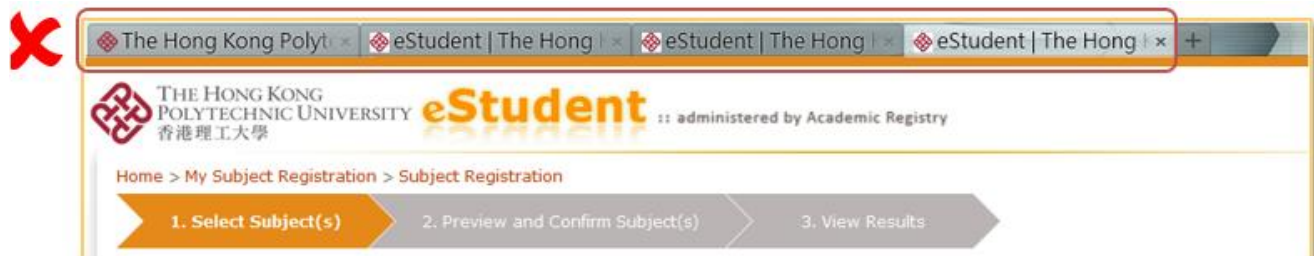 The Hong Kong Polyt
eStudent | The Hong
eStudent | The Hong
eStudent | The Hong
THE HONG KONG
POLYTECHNIC UNIVERSITY
香港理工大學
eStudent :: administered by Academic Registry
Home > My Subject Registration > Subject Registration
1. Select Subject(s)
2. Preview and Confirm Subject(s)
3. View Results